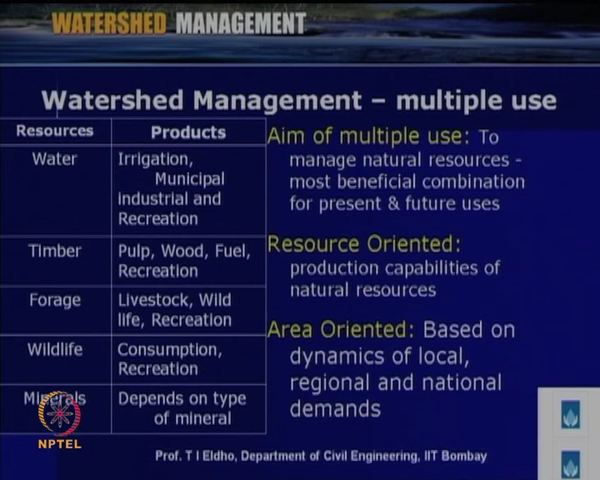 WATERSHED MANAGEMENT
Watershed Management – multiple use
Resources Products
Water Irrigation,
Municipal
industrial and
Recreation
Timber Pulp, Wood, Fuel,
Recreation
Forage Livestock, Wild
life, Recreation
Wildlife Consumption,
Recreation
Minerals Depends on type
of mineral
Aim of multiple use: To
manage natural resources -
most beneficial combination
for present & future uses
Resource Oriented:
production capabilities of
natural resources
Area Oriented: Based on
dynamics of local,
regional and national
demands
NPTEL
Prof. T I Eldho, Department of Civil Engineering, IIT Bombay